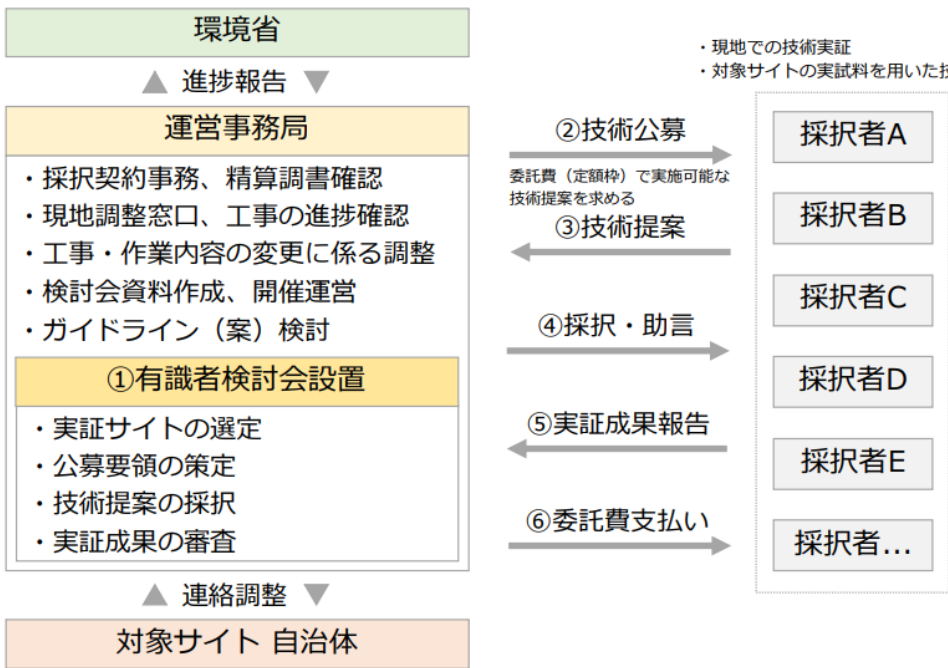 環境省
▲ 進捗報告 ▼
運営事務局
・採択契約事務、精算調書確認
・現地調整窓口、工事の進捗確認
・工事・作業内容の変更に係る調整
・検討会資料作成、開催運営
・ガイドライン（案）検討
①有識者検討会設置
・実証サイトの選定
・公募要領の策定
・技術提案の採択
・実証成果の審査
▲ 連絡調整 ▼
対象サイト 自治体
②技術公募
委託費（定額枠）で実施可能な
技術提案を求める
③技術提案
④採択・助言
⑤実証成果報告
⑥委託費支払い
・現地での技術実証
・対象サイトの実試料を用いた
採択者A
採択者B
採択者C
採択者D
採択者E
採択者...